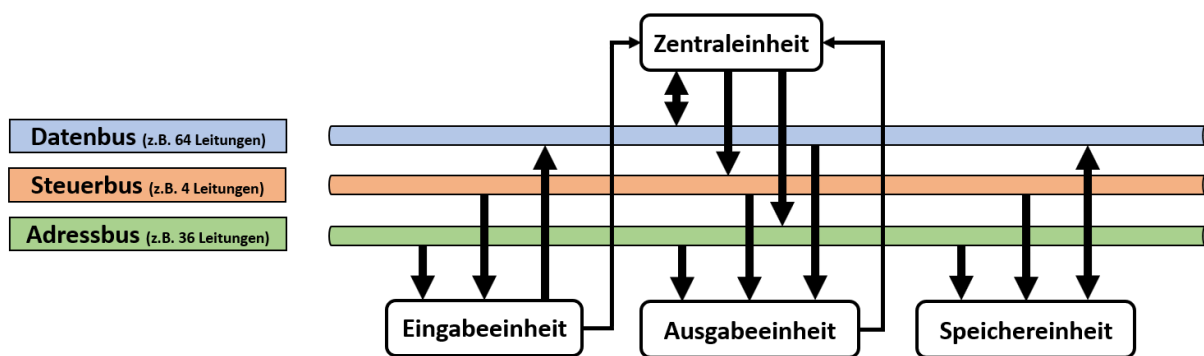 Zentraleinheit
Datenbus (z.B. 64 Leitungen)
Steuerbus (z.B. 4 Leitungen)
Adressbus (z.B. 36 Leitungen)
Eingabeeinheit
Ausgabeeinheit
Speichereinheit